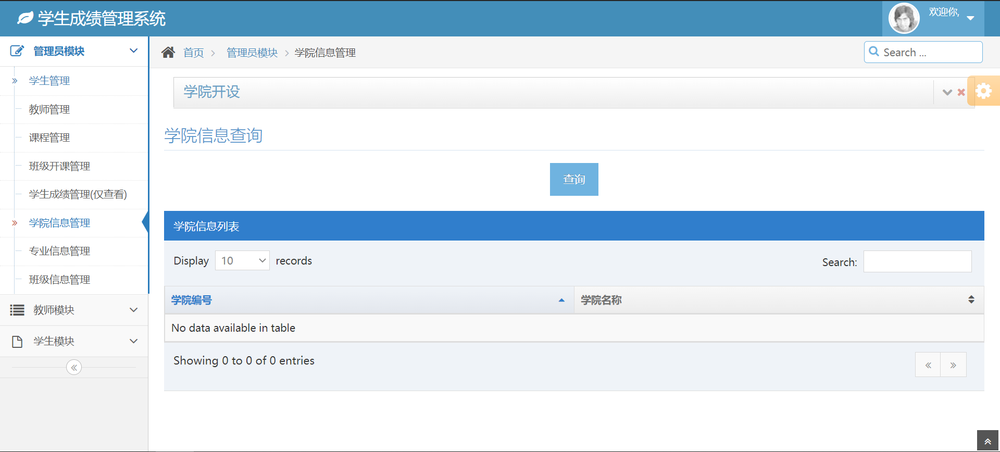 学生成绩管理系统
欢迎你,
管理员模块
首页
管理员模块
学院信息管理
Search ...
学生管理
教师管理
课程管理
班级开课管理
学生成绩管理(仅查看)
学院信息管理
专业信息管理
班级信息管理
教师模块
学生模块
学院开设
学院信息查询
查询
学院信息列表
Display 10 records
Search:
学院编号
学院名称
No data available in table
Showing 0 to 0 of 0 entries